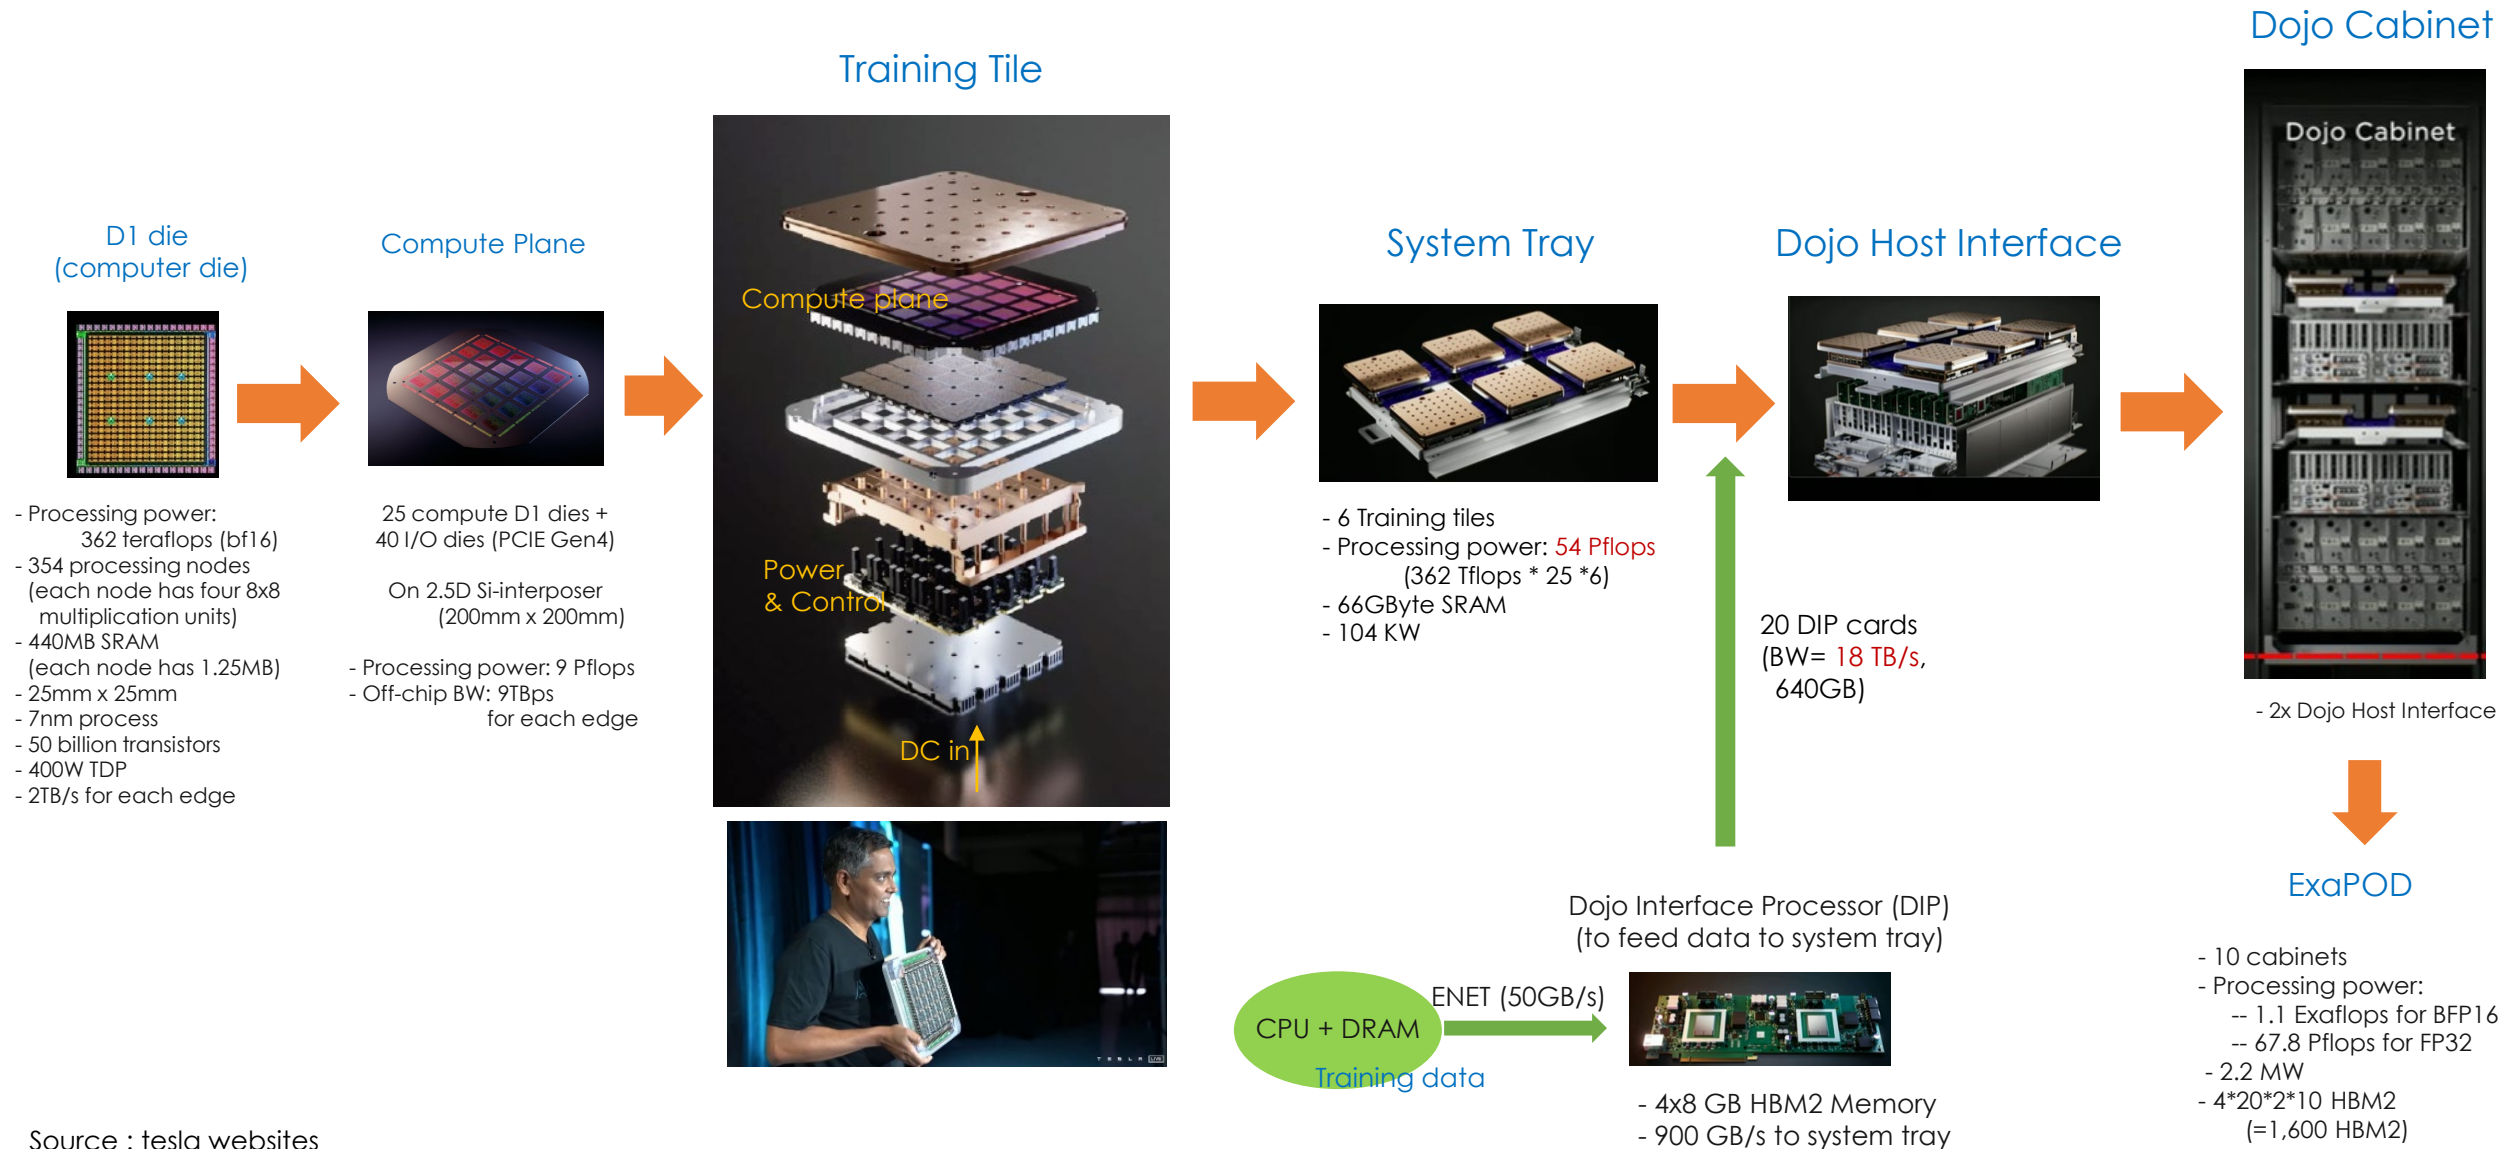 Dojo Cabinet
Training Tile
D1 die
(computer die)
Compute Plane
System Tray
Dojo Host Interface
Dojo Cabinet
Compute plane
Power
& Control
DC in
- Processing power:
362 teraflops (bf16)
- 354 processing nodes
(each node has four 8x8
multiplication units)
- 440MB SRAM
(each node has 1.25MB)
- 25mm x 25mm
- 7nm process
- 50 billion transistors
- 400W TDP
- 2TB/s for each edge
25 compute D1 dies +
40 I/O dies (PCIE Gen4)
On 2.5D Si-interposer
(200mm x 200mm)
- Processing power: 9 Pflops
- Off-chip BW: 9TBps
for each edge
- 6 Training tiles
- Processing power: 54 Pflops
(362 Tflops * 25 *6)
- 66GByte SRAM
- 104 KW
20 DIP cards
(BW= 18 TB/s,
640GB)
- 2x Dojo Host Interface
TESLA LIVE
Dojo Interface Processor (DIP)
(to feed data to system tray)
CPU + DRAM
ENET (50GB/s)
Training data
- 4x8 GB HBM2 Memory
- 900 GB/s to system tray
ExaPOD
- 10 cabinets
- Processing power:
-- 1.1 Exaflops for BFP16
-- 67.8 Pflops for FP32
- 2.2 MW
- 4*20*2*10 HBM2
(=1,600 HBM2)
Source : tesla websites